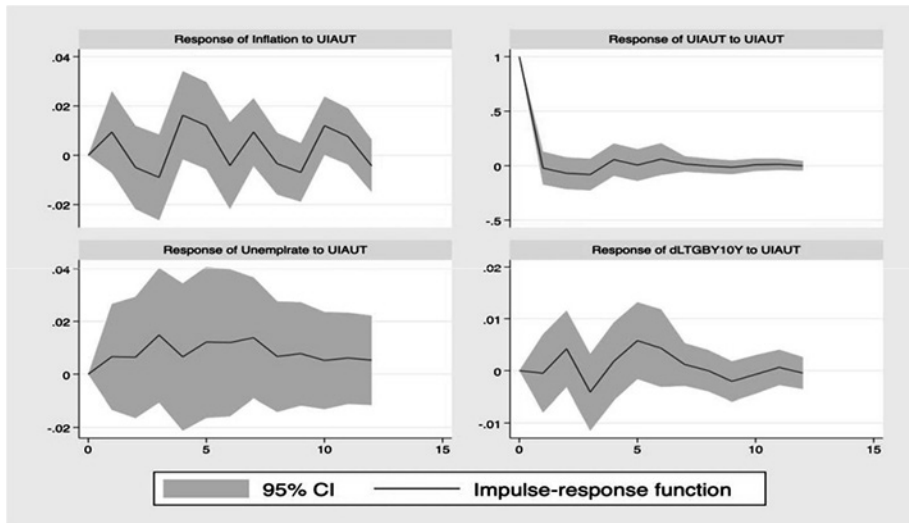 Response of Inflation to UIAUT
Response of UIAUT to UIAUT
.04
.02
0
-.02
1
.5
0
-.5
Response of Unemplrate to UIAUT
Response of dLTGBY10Y to UIAUT
.04
.02
0
-.02
.02
.01
0
-.01
0 5 10 15
0 5 10 15
95% CI Impulse-response function